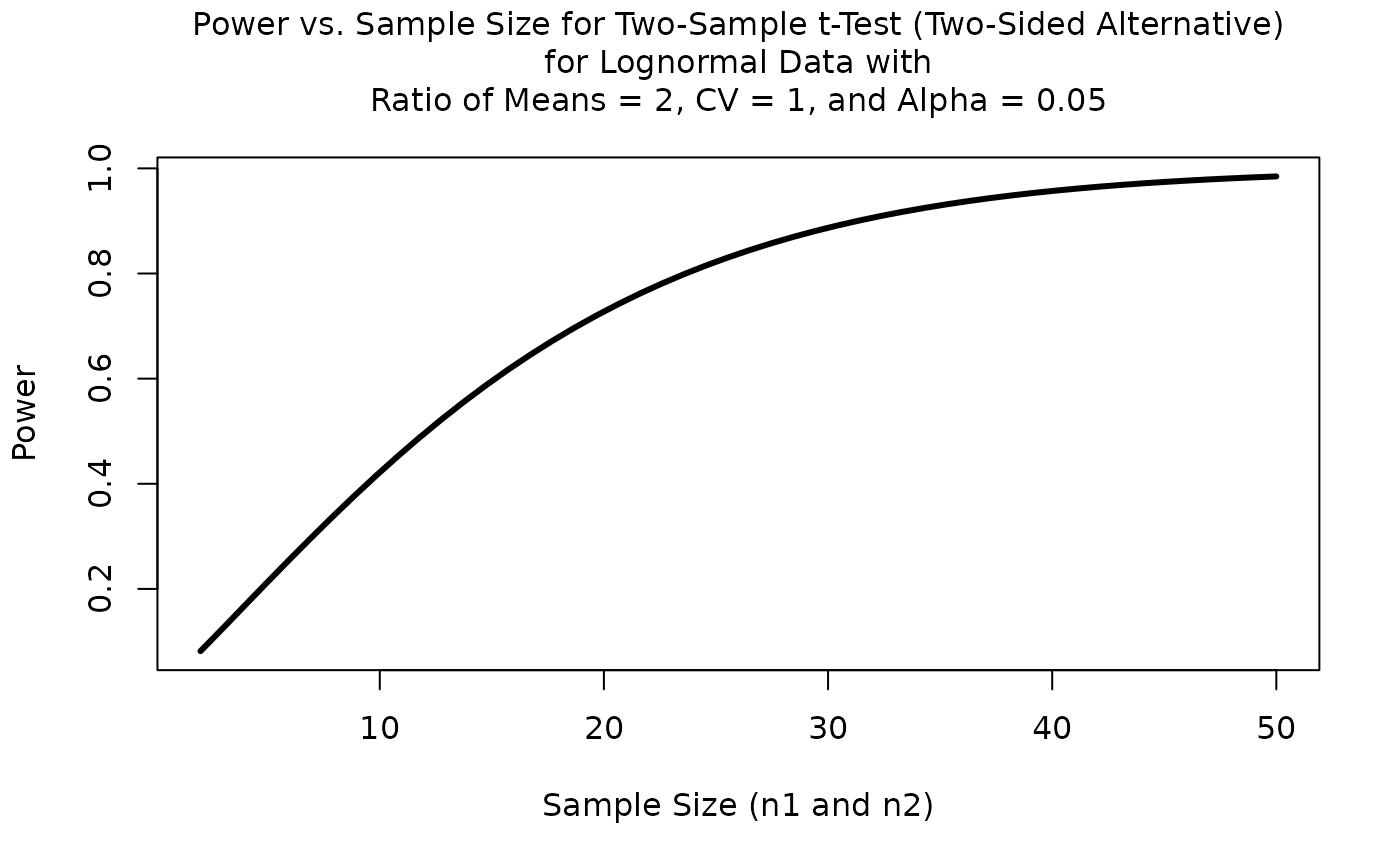 Power vs. Sample Size for Two-Sample t-Test (Two-Sided Alternative)
for Lognormal Data with
Ratio of Means = 2, CV = 1, and Alpha = 0.05
1.0
0.8
0.6
0.4
0.2
Power
10 20 30 40 50
Sample Size (n1 and n2)